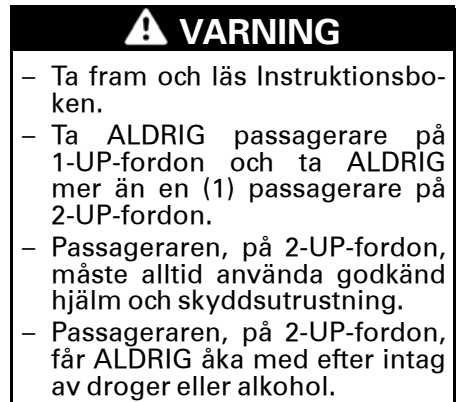 VARNING
– Ta fram och läs Instruktionsbo-
ken.
– Ta ALDRIG passagerare på
1-UP-fordon och ta ALDRIG
mer än en (1) passagerare på
2-UP-fordon.
– Passageraren, på 2-UP-fordon,
måste alltid använda godkänd
hjälm och skyddsutrustning.
– Passageraren, på 2-UP-fordon,
får ALDRIG åka med efter intag
av droger eller alkohol.